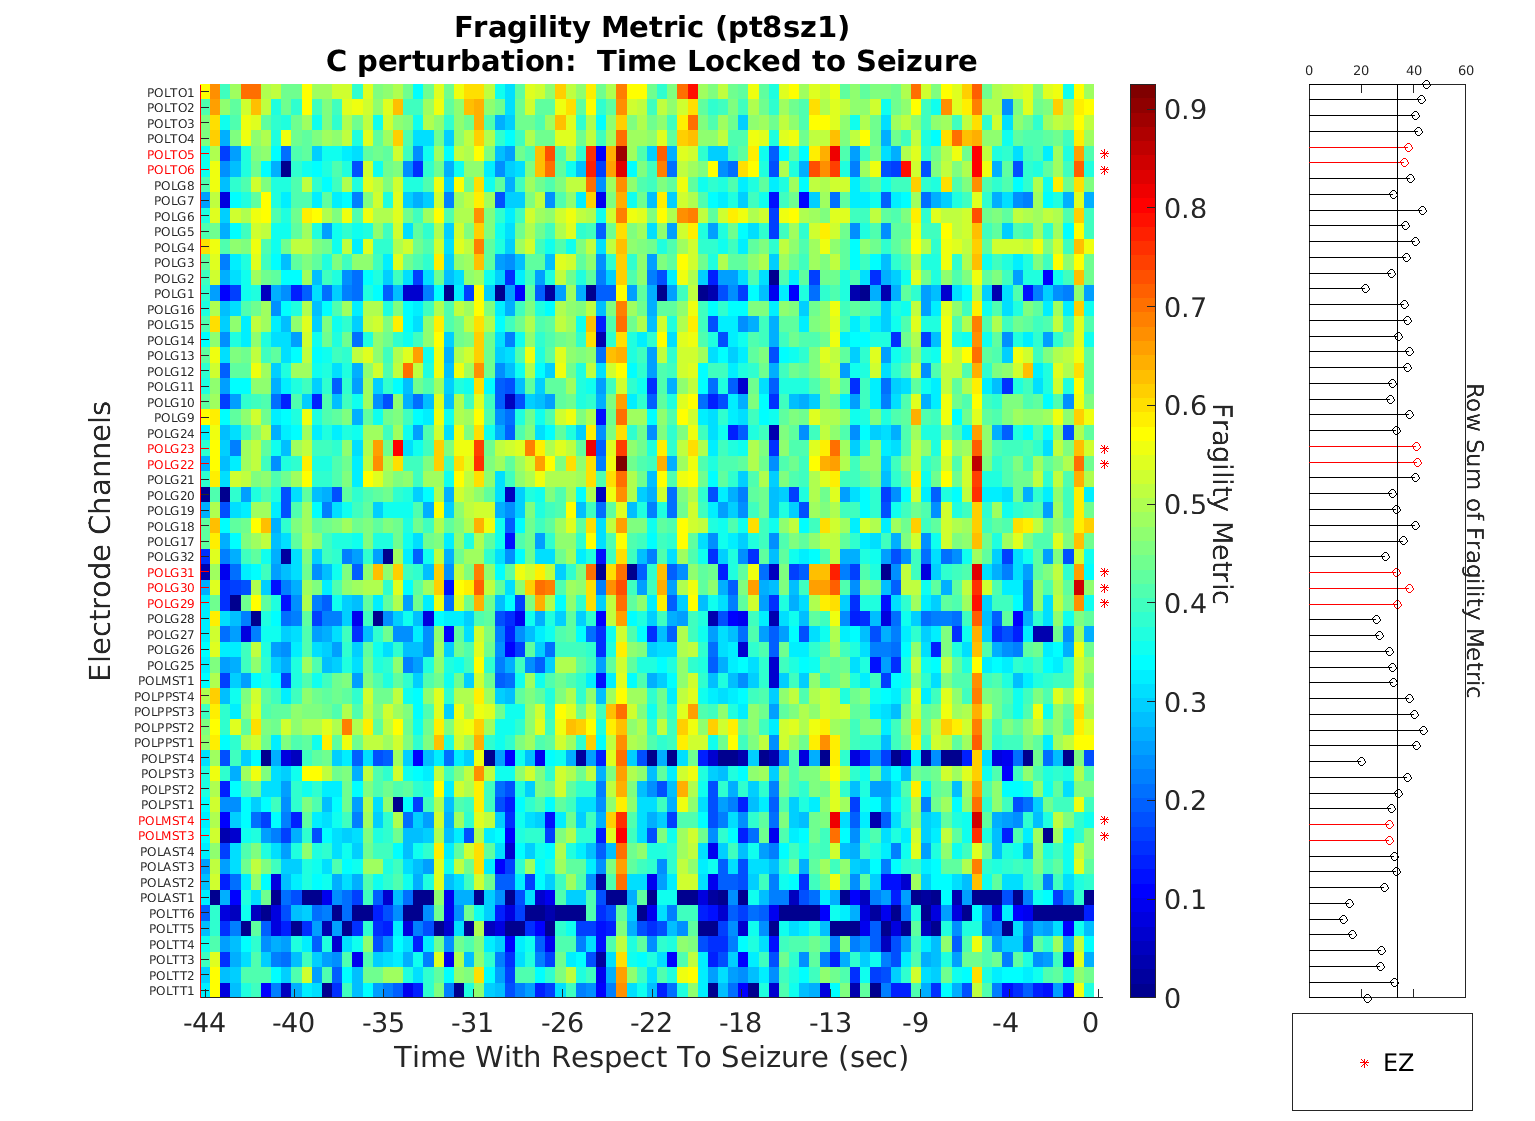 Fragility Metric (pt8sz1)
C perturbation:  Time Locked to Seizure
Electrode Channels
POLTO1
POLTO2
POLTO3
POLTO4
POLTO5
POLTO6
POLG8
POLG7
POLG6
POLG5
POLG4
POLG3
POLG2
POLG1
POLG16
POLG15
POLG14
POLG13
POLG12
POLG11
POLG10
POLG9
POLG24
POLG23
POLG22
POLG21
POLG20
POLG19
POLG18
POLG17
POLG32
POLG31
POLG30
POLG29
POLG28
POLG27
POLG26
POLG25
POLMST1
POLPPST4
POLPPST3
POLPPST2
POLPPST1
POLPST4
POLPST3
POLPST2
POLPST1
POLMST4
POLMST3
POLAST4
POLAST3
POLAST2
POLAST1
POLTT6
POLTT5
POLTT4
POLTT3
POLTT2
POLTT1
-44 -40 -35 -31 -26 -22 -18 -13 -9 -4 0
Time With Respect To Seizure (sec)
0.9
0.8
0.7
0.6
0.5
0.4
0.3
0.2
0.1
0
Fragility Metric
0 20 40 60
Row Sum of Fragility Metric
EZ